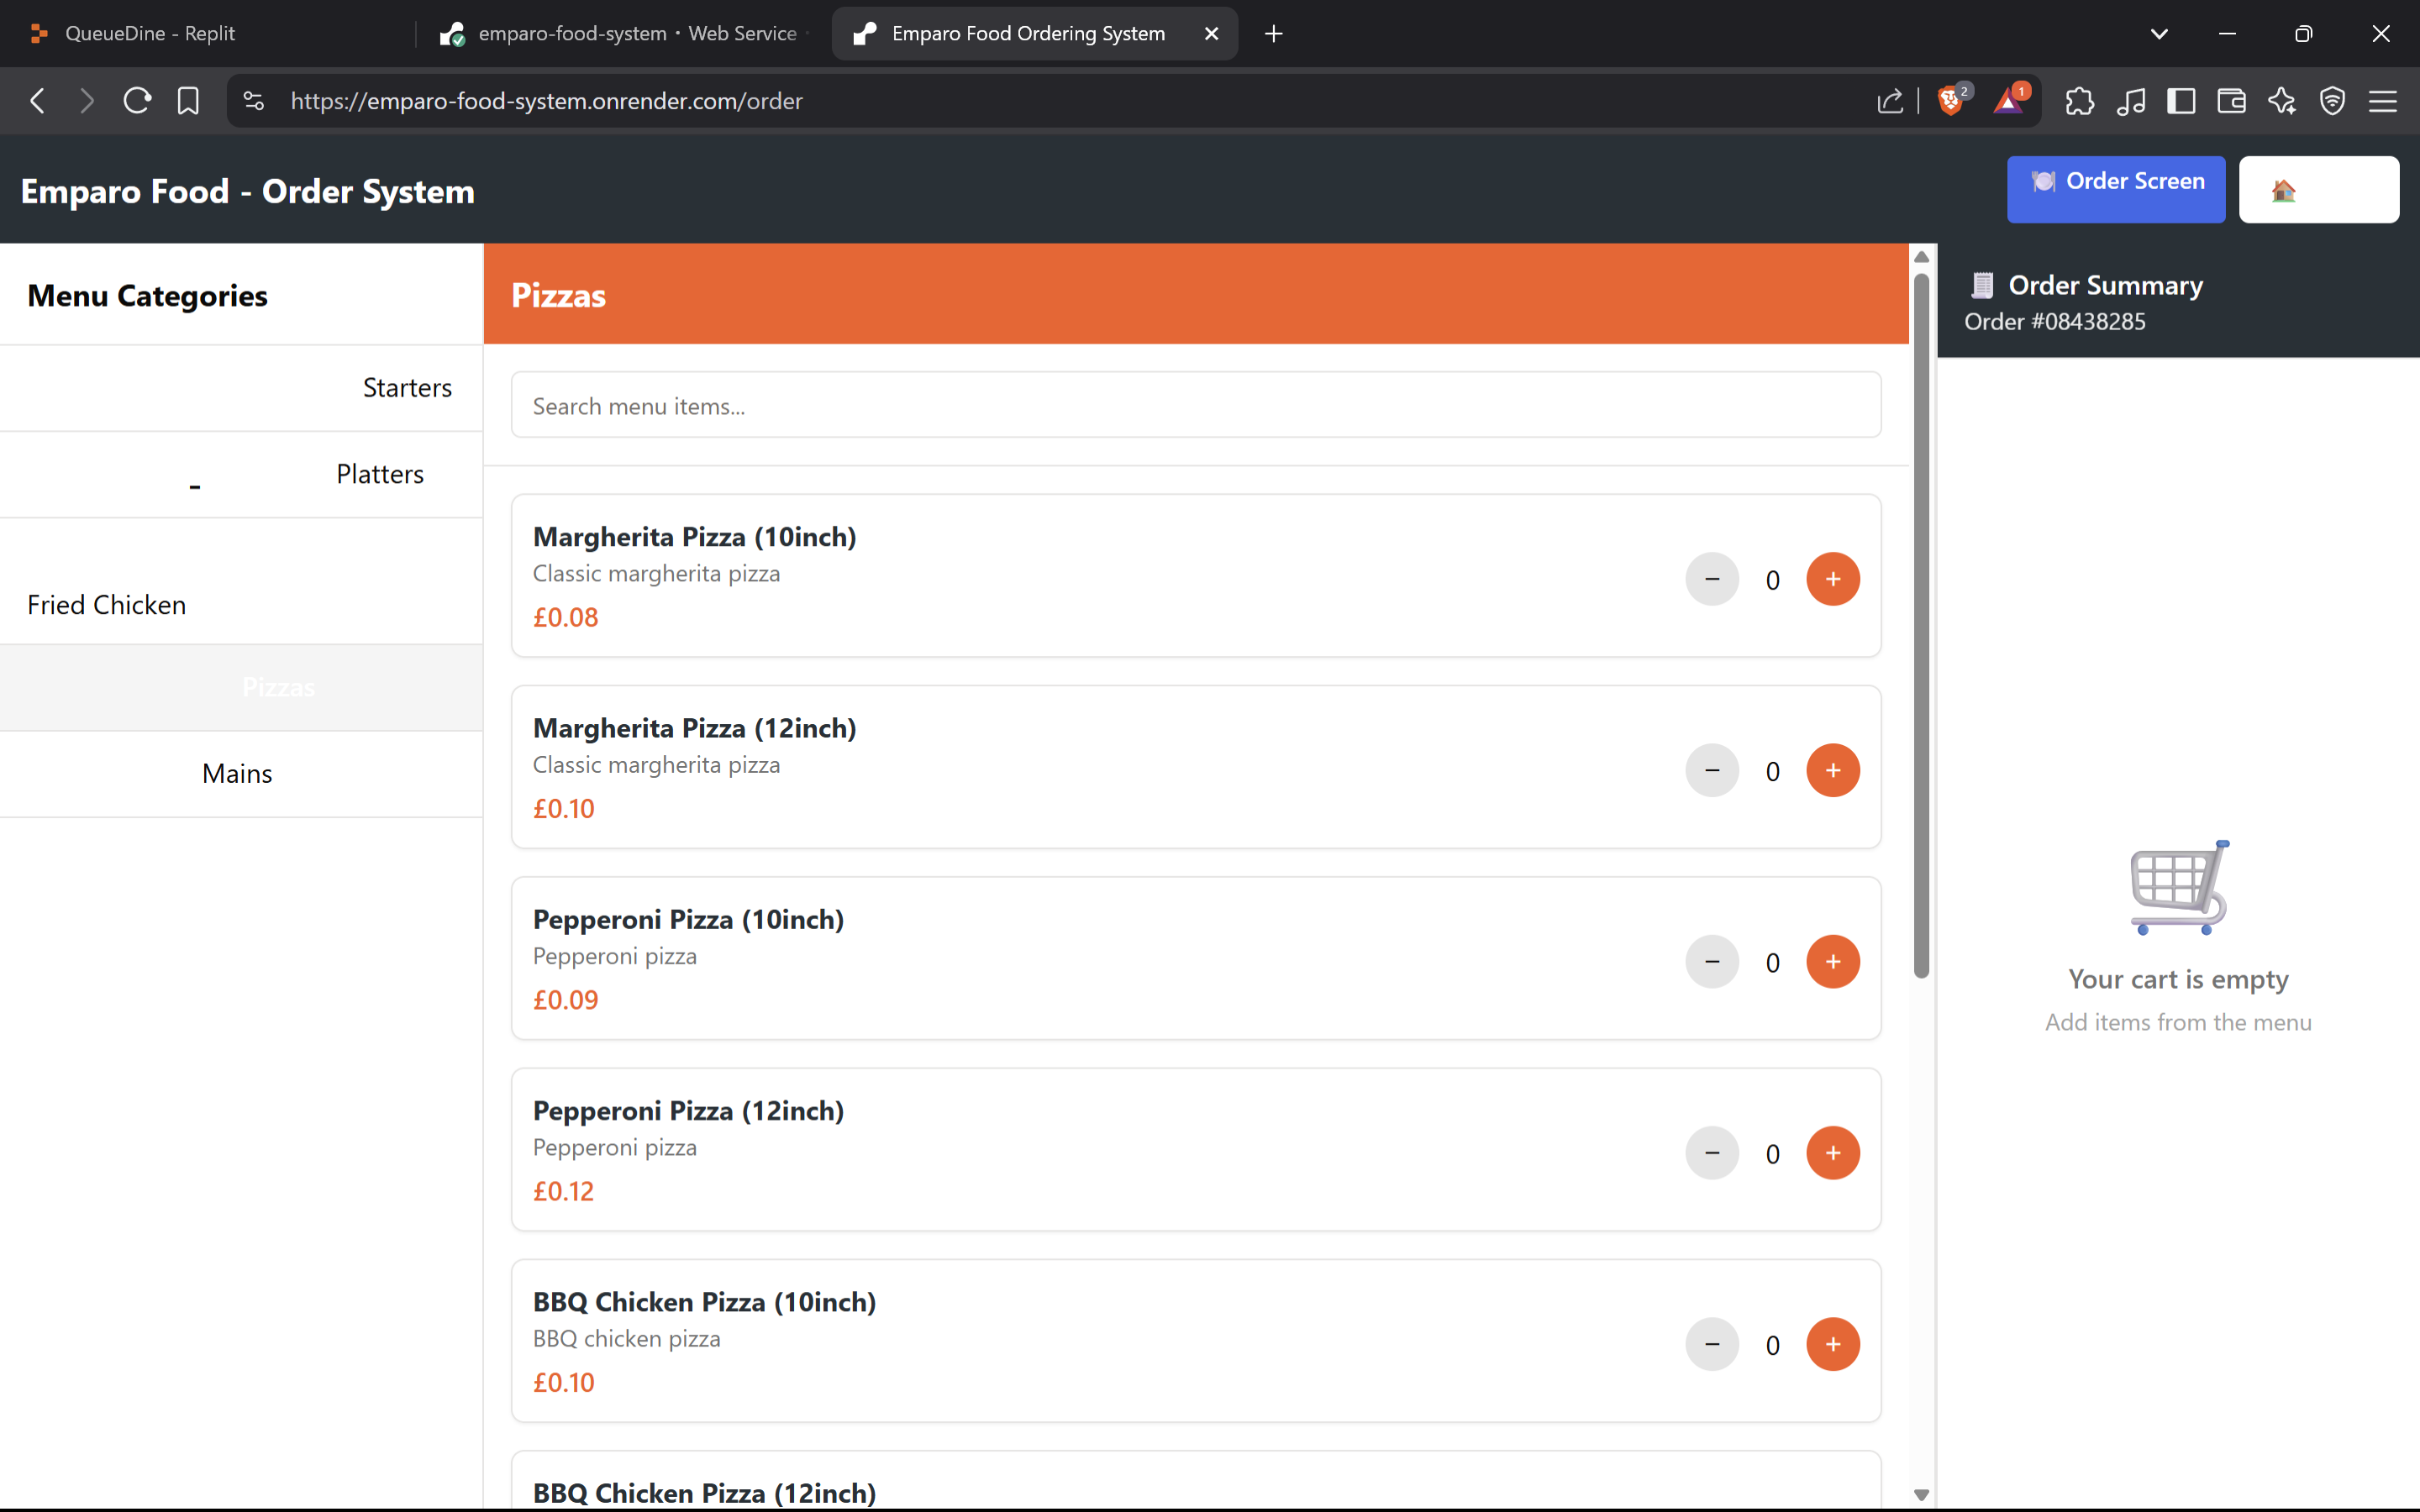 QueueDine - Replit
emparo-food-system • Web Service
Emparo Food Ordering System
https://emparo-food-system.onrender.com/order
2
1
Emparo Food - Order System
Order Screen
Menu Categories
Starters
- Platters
Fried Chicken
Pizzas
Mains
Pizzas
Search menu items...
Margherita Pizza (10inch)
Classic margherita pizza
£0.08
− 0 +
Margherita Pizza (12inch)
Classic margherita pizza
£0.10
− 0 +
Pepperoni Pizza (10inch)
Pepperoni pizza
£0.09
− 0 +
Pepperoni Pizza (12inch)
Pepperoni pizza
£0.12
− 0 +
BBQ Chicken Pizza (10inch)
BBQ chicken pizza
£0.10
− 0 +
BBQ Chicken Pizza (12inch)
Order Summary
Order #08438285
Your cart is empty
Add items from the menu